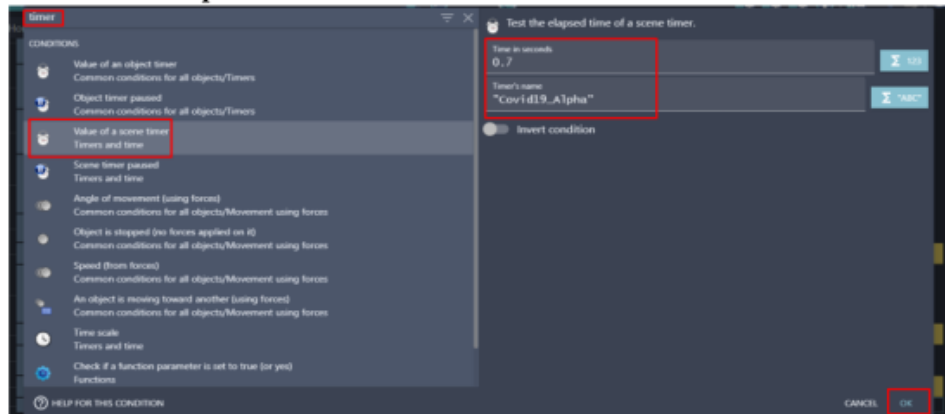 timer
CONDITIONS
Value of an object timer
Common conditions for all objects/Timers
Object timer paused
Common conditions for all objects/Timers
Value of a scene timer
Timers and time
Scene timer paused
Timers and time
Angle of movement (using forces)
Common conditions for all objects/Movement using forces
Object is stopped (no forces applied on it)
Common conditions for all objects/Movement using forces
Speed (from forces)
Common conditions for all objects/Movement using forces
An object is moving toward another (using forces)
Common conditions for all objects/Movement using forces
Time scale
Timers and time
Check if a function parameter is set to true (or yes)
Functions
HELP FOR THIS CONDITION
Test the elapsed time of a scene timer.
Time in seconds
0.7
Σ 123
Timer's name
"Covid19_Alpha"
Σ "ABC"
Invert condition
CANCEL
OK